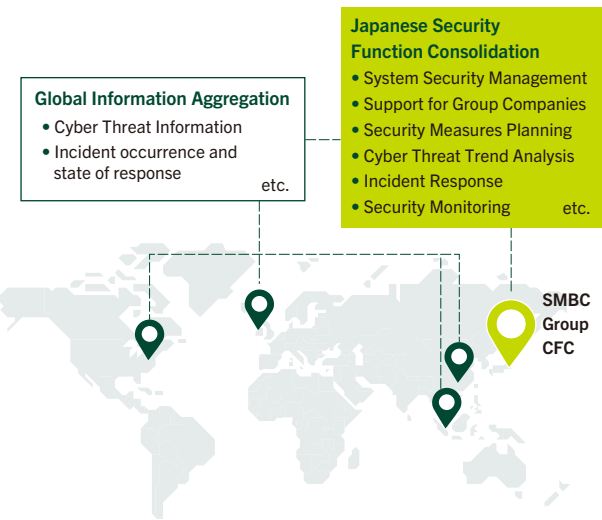 Global Information Aggregation
• Cyber Threat Information
• Incident occurrence and
state of response
etc.
Japanese Security
Function Consolidation
• System Security Management
• Support for Group Companies
• Security Measures Planning
• Cyber Threat Trend Analysis
• Incident Response
• Security Monitoring etc.
SMBC
Group
CFC